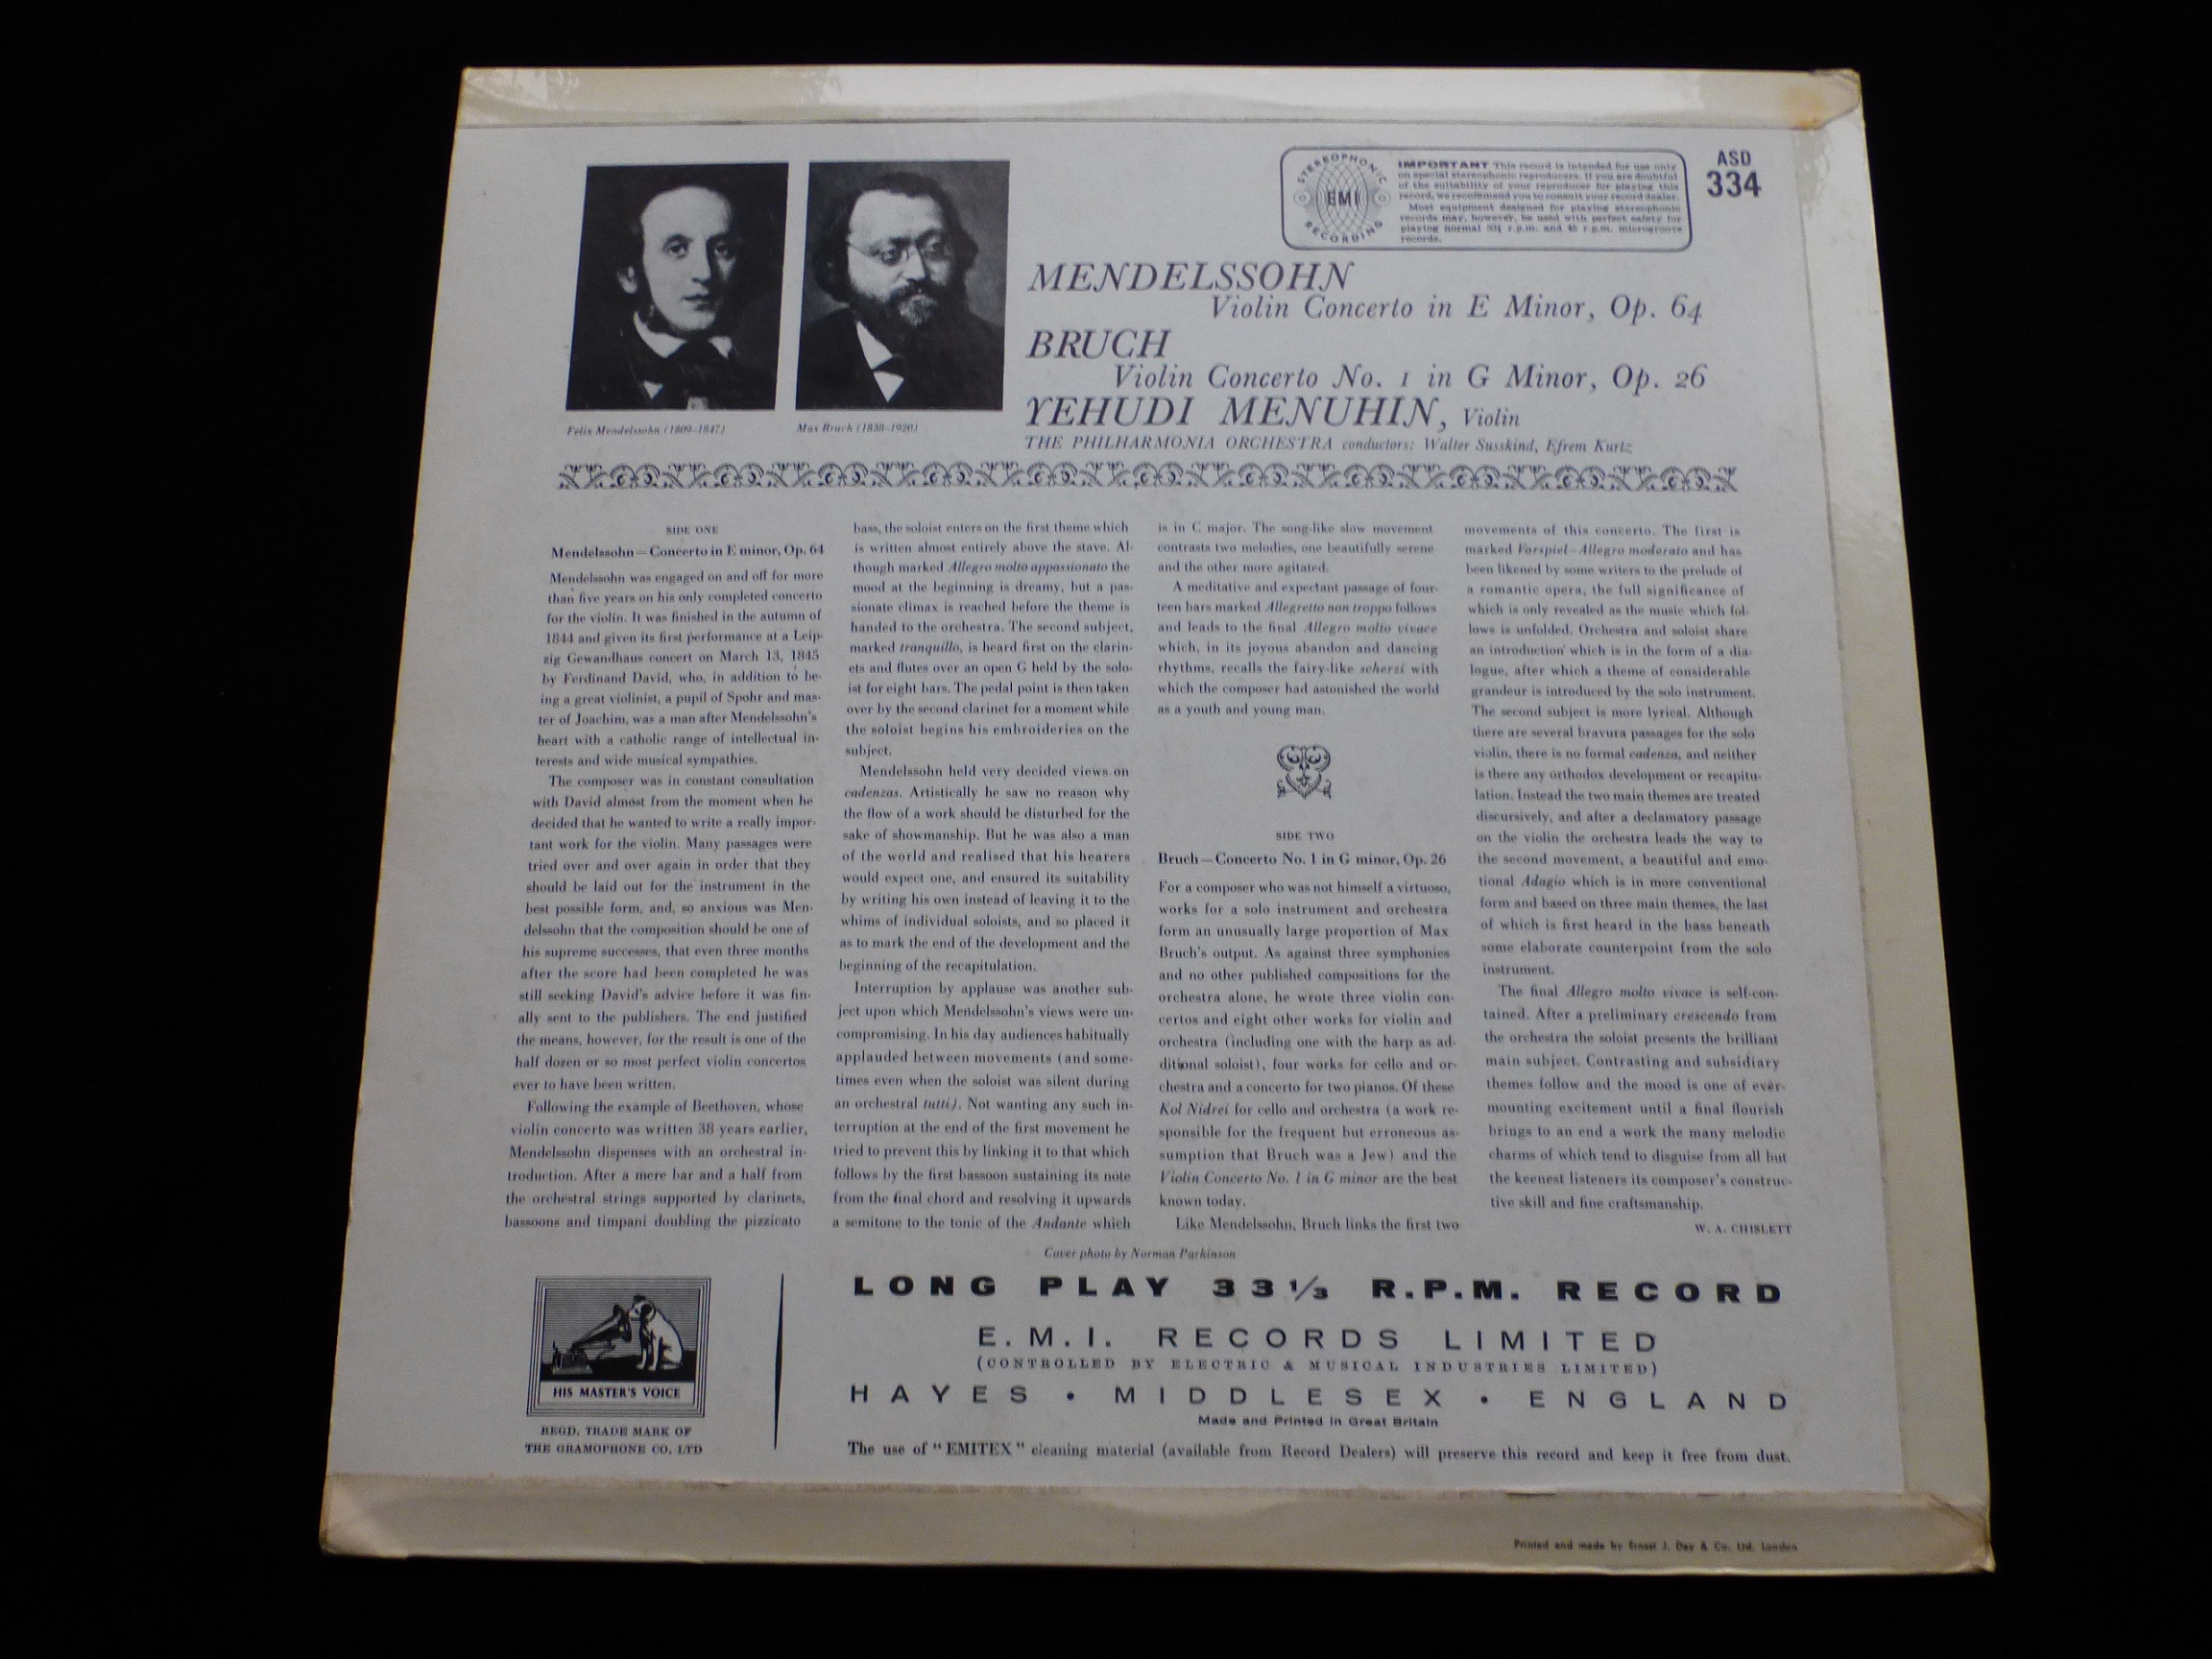 STEREOPHONIC
EMI
RECORDING
IMPORTANT This record is intended for use only
on special stereophonic reproducers. If you are doubtful
of the suitability of your reproducer for playing this
record, we recommend you to consult your record dealer.
Most equipment designed for playing stereophonic
records may, however, be used with perfect safety for
playing normal 33⅓ r.p.m. and 45 r.p.m. microgroove
records.
ASD
334
MENDELSSOHN
Violin Concerto in E Minor, Op. 64
BRUCH
Violin Concerto No. 1 in G Minor, Op. 26
YEHUDI MENUHIN, Violin
THE PHILHARMONIA ORCHESTRA conductors: Walter Susskind, Efrem Kurtz
Felix Mendelssohn (1809-1847)
Max Bruch (1838-1920)
SIDE ONE
Mendelssohn—Concerto in E minor, Op. 64
Mendelssohn was engaged on and off for more
than five years on his only completed concerto
for the violin. It was finished in the autumn of
1844 and given its first performance at a Leip-
zig Gewandhaus concert on March 13, 1845
by Ferdinand David, who, in addition to be-
ing a great violinist, a pupil of Spohr and mas-
ter of Joachim, was a man after Mendelssohn's
heart with a catholic range of intellectual in-
terests and wide musical sympathies.
The composer was in constant consultation
with David almost from the moment when he
decided that he wanted to write a really impor-
tant work for the violin. Many passages were
tried over and over again in order that they
should be laid out for the instrument in the
best possible form, and, so anxious was Men-
delssohn that the composition should be one of
his supreme successes, that even three months
after the score had been completed he was
still seeking David's advice before it was fin-
ally sent to the publishers. The end justified
the means, however, for the result is one of the
half dozen or so most perfect violin concertos
ever to have been written.
Following the example of Beethoven, whose
violin concerto was written 38 years earlier,
Mendelssohn dispenses with an orchestral in-
troduction. After a mere bar and a half from
the orchestral strings supported by clarinets,
bassoons and timpani doubling the pizzicato
bass, the soloist enters on the first theme which
is written almost entirely above the stave. Al-
though marked Allegro molto appassionato the
mood at the beginning is dreamy, but a pas-
sionate climax is reached before the theme is
handed to the orchestra. The second subject,
marked tranquillo, is heard first on the clarin-
ets and flutes over an open G held by the solo-
ist for eight bars. The pedal point is then taken
over by the second clarinet for a moment while
the soloist begins his embroideries on the
subject.
Mendelssohn held very decided views on
cadenzas. Artistically he saw no reason why
the flow of a work should be disturbed for the
sake of showmanship. But he was also a man
of the world and realised that his hearers
would expect one, and ensured its suitability
by writing his own instead of leaving it to the
whims of individual soloists, and so placed it
as to mark the end of the development and the
beginning of the recapitulation.
Interruption by applause was another sub-
ject upon which Mendelssohn's views were un-
compromising. In his day audiences habitually
applauded between movements (and some-
times even when the soloist was silent during
an orchestral tutti). Not wanting any such in-
terruption at the end of the first movement he
tried to prevent this by linking it to that which
follows by the first bassoon sustaining its note
from the final chord and resolving it upwards
a semitone to the tonic of the Andante which
is in C major. The song-like slow movement
contrasts two melodies, one beautifully serene
and the other more agitated.
A meditative and expectant passage of four-
teen bars marked Allegretto non troppo follows
and leads to the final Allegro molto vivace
which, in its joyous abandon and dancing
rhythms, recalls the fairy-like scherzi with
which the composer had astonished the world
as a youth and young man.
SIDE TWO
Bruch—Concerto No. 1 in G minor, Op. 26
For a composer who was not himself a virtuoso,
works for a solo instrument and orchestra
form an unusually large proportion of Max
Bruch's output. As against three symphonies
and no other published compositions for the
orchestra alone, he wrote three violin con-
certos and eight other works for violin and
orchestra (including one with the harp as ad-
ditional soloist), four works for cello and or-
chestra and a concerto for two pianos. Of these
Kol Nidrei for cello and orchestra (a work re-
sponsible for the frequent but erroneous as-
sumption that Bruch was a Jew) and the
Violin Concerto No. 1 in G minor are the best
known today.
Like Mendelssohn, Bruch links the first two
movements of this concerto. The first is
marked Vorspiel—Allegro moderato and has
been likened by some writers to the prelude of
a romantic opera, the full significance of
which is only revealed as the music which fol-
lows is unfolded. Orchestra and soloist share
an introduction which is in the form of a dia-
logue, after which a theme of considerable
grandeur is introduced by the solo instrument.
The second subject is more lyrical. Although
there are several bravura passages for the solo
violin, there is no formal cadenza, and neither
is there any orthodox development or recapitu-
lation. Instead the two main themes are treated
discursively, and after a declamatory passage
on the violin the orchestra leads the way to
the second movement, a beautiful and emo-
tional Adagio which is in more conventional
form and based on three main themes, the last
of which is first heard in the bass beneath
some elaborate counterpoint from the solo
instrument.
The final Allegro molto vivace is self-con-
tained. After a preliminary crescendo from
the orchestra the soloist presents the brilliant
main subject. Contrasting and subsidiary
themes follow and the mood is one of ever-
mounting excitement until a final flourish
brings to an end a work the many melodic
charms of which tend to disguise from all but
the keenest listeners its composer's construc-
tive skill and fine craftsmanship.
W. A. CHISLETT
Cover photo by Norman Parkinson
HIS MASTER'S VOICE
REGD. TRADE MARK OF
THE GRAMOPHONE CO. LTD
LONG PLAY 33⅓ R.P.M. RECORD
E.M.I. RECORDS LIMITED
(CONTROLLED BY ELECTRIC & MUSICAL INDUSTRIES LIMITED)
HAYES • MIDDLESEX • ENGLAND
Made and Printed in Great Britain
The use of "EMITEX" cleaning material (available from Record Dealers) will preserve this record and keep it free from dust.
Printed and made by Ernest J. Day & Co. Ltd. London